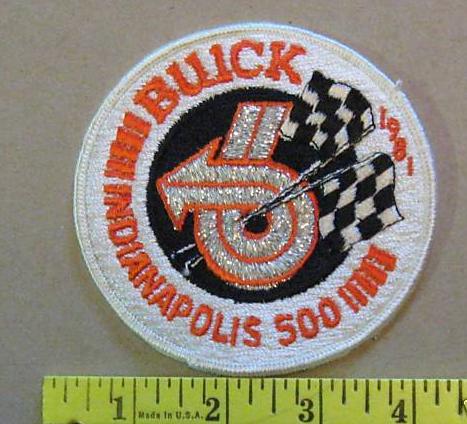 BUICK
1981
INDIANAPOLIS 500
1 2 3 4
Made in U.S.A.